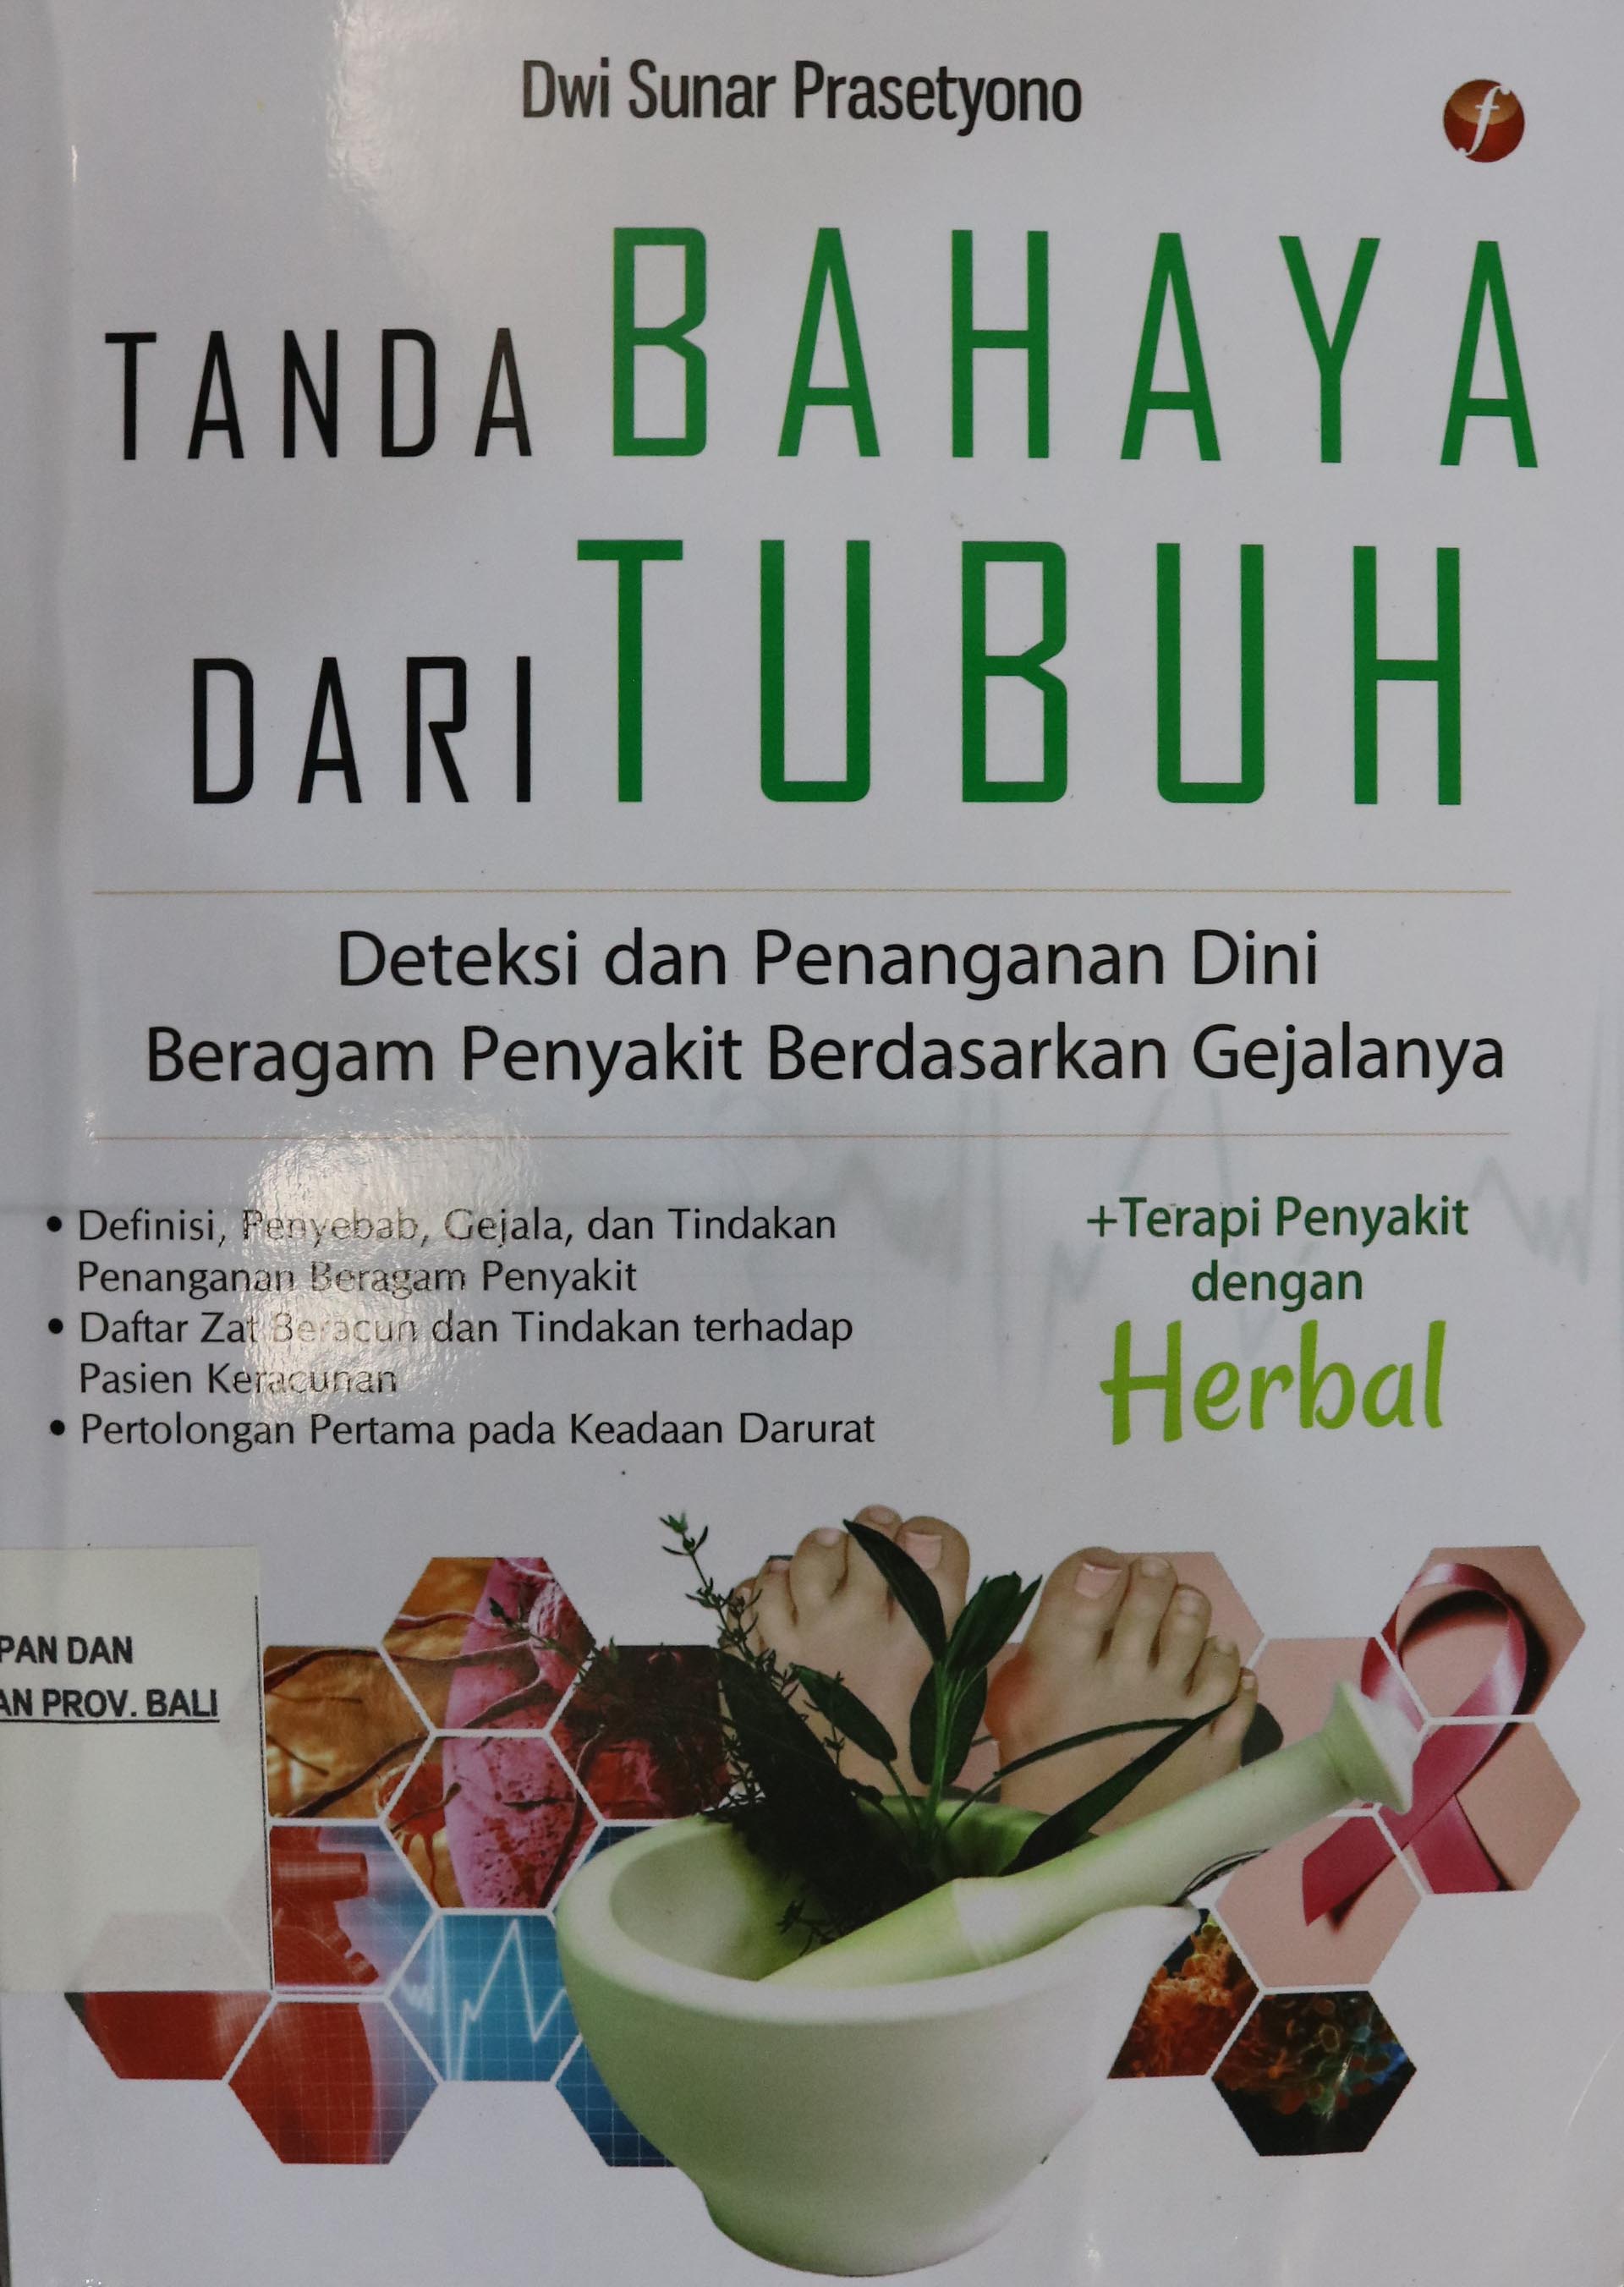 Dwi Sunar Prasetyono
f
TANDA BAHAYA
DARI TUBUH
Deteksi dan Penanganan Dini
Beragam Penyakit Berdasarkan Gejalanya
• Definisi, Penyebab, Gejala, dan Tindakan
Penanganan Beragam Penyakit
• Daftar Zat Beracun dan Tindakan terhadap
Pasien Keracunan
• Pertolongan Pertama pada Keadaan Darurat
+Terapi Penyakit
dengan
Herbal
PAN DAN
AN PROV. BALI